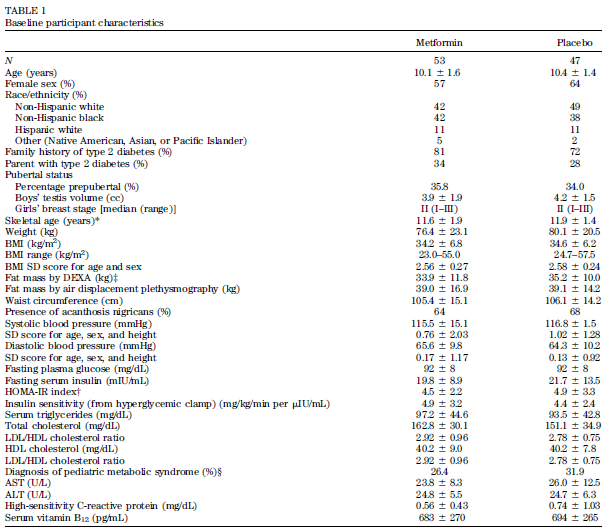 TABLE 1
Baseline participant characteristics
Metformin Placebo
N 53 47
Age (years) 10.1 ± 1.6 10.4 ± 1.4
Female sex (%) 57 64
Race/ethnicity (%)
Non-Hispanic white 42 49
Non-Hispanic black 42 38
Hispanic white 11 11
Other (Native American, Asian, or Pacific Islander) 5 2
Family history of type 2 diabetes (%) 81 72
Parent with type 2 diabetes (%) 34 28
Pubertal status
Percentage prepubertal (%) 35.8 34.0
Boys' testis volume (cc) 3.9 ± 1.9 4.2 ± 1.5
Girls' breast stage [median (range)] II (I–III) II (I–III)
Skeletal age (years)* 11.6 ± 1.9 11.9 ± 1.4
Weight (kg) 76.4 ± 23.1 80.1 ± 20.5
BMI (kg/m²) 34.2 ± 6.8 34.6 ± 6.2
BMI range (kg/m²) 23.0–55.0 24.7–57.5
BMI SD score for age and sex 2.56 ± 0.27 2.58 ± 0.24
Fat mass by DEXA (kg)‡ 33.9 ± 11.8 35.2 ± 10.0
Fat mass by air displacement plethysmography (kg) 39.0 ± 16.9 39.1 ± 14.2
Waist circumference (cm) 105.4 ± 15.1 106.1 ± 14.2
Presence of acanthosis nigricans (%) 64 68
Systolic blood pressure (mmHg) 115.5 ± 15.1 116.8 ± 1.5
SD score for age, sex, and height 0.76 ± 2.03 1.02 ± 1.28
Diastolic blood pressure (mmHg) 65.6 ± 9.8 64.3 ± 10.2
SD score for age, sex, and height 0.17 ± 1.17 0.13 ± 0.92
Fasting plasma glucose (mg/dL) 92 ± 8 92 ± 8
Fasting serum insulin (mIU/mL) 19.8 ± 8.9 21.7 ± 13.5
HOMA-IR index† 4.5 ± 2.2 4.9 ± 3.3
Insulin sensitivity (from hyperglycemic clamp) (mg/kg/min per µIU/mL) 4.9 ± 3.2 4.4 ± 2.4
Serum triglycerides (mg/dL) 97.2 ± 44.6 93.5 ± 42.8
Total cholesterol (mg/dL) 162.8 ± 30.1 151.1 ± 34.9
LDL/HDL cholesterol ratio 2.92 ± 0.96 2.78 ± 0.75
HDL cholesterol (mg/dL) 40.2 ± 9.0 40.2 ± 7.8
LDL/HDL cholesterol ratio 2.92 ± 0.96 2.78 ± 0.75
Diagnosis of pediatric metabolic syndrome (%)§ 26.4 31.9
AST (U/L) 23.8 ± 8.3 26.0 ± 12.5
ALT (U/L) 24.8 ± 5.5 24.7 ± 6.3
High-sensitivity C-reactive protein (mg/dL) 0.56 ± 0.43 0.74 ± 1.03
Serum vitamin B₁₂ (pg/mL) 683 ± 270 694 ± 265